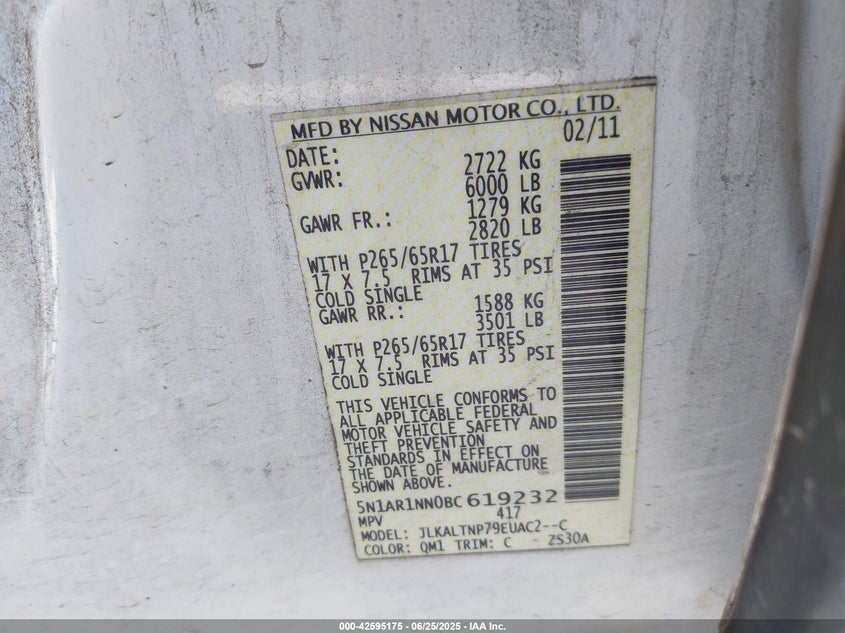 MFD BY NISSAN MOTOR CO., LTD.
DATE: 02/11
GVWR: 2722 KG
6000 LB
GAWR FR.: 1279 KG
2820 LB
WITH P265/65R17 TIRES
17 X 7.5 RIMS AT 35 PSI
COLD SINGLE
GAWR RR.: 1588 KG
3501 LB
WITH P265/65R17 TIRES
17 X 7.5 RIMS AT 35 PSI
COLD SINGLE
THIS VEHICLE CONFORMS TO
ALL APPLICABLE FEDERAL
MOTOR VEHICLE SAFETY AND
THEFT PREVENTION
STANDARDS IN EFFECT ON
THE DATE OF MANUFACTURE
SHOWN ABOVE.
5N1AR1NN0BC 619232
MPV 417
MODEL: JLKALTNP79EUAC2--C
COLOR: QM1 TRIM: C - ZS30A
000-42595175 - 06/25/2025 - IAA Inc.